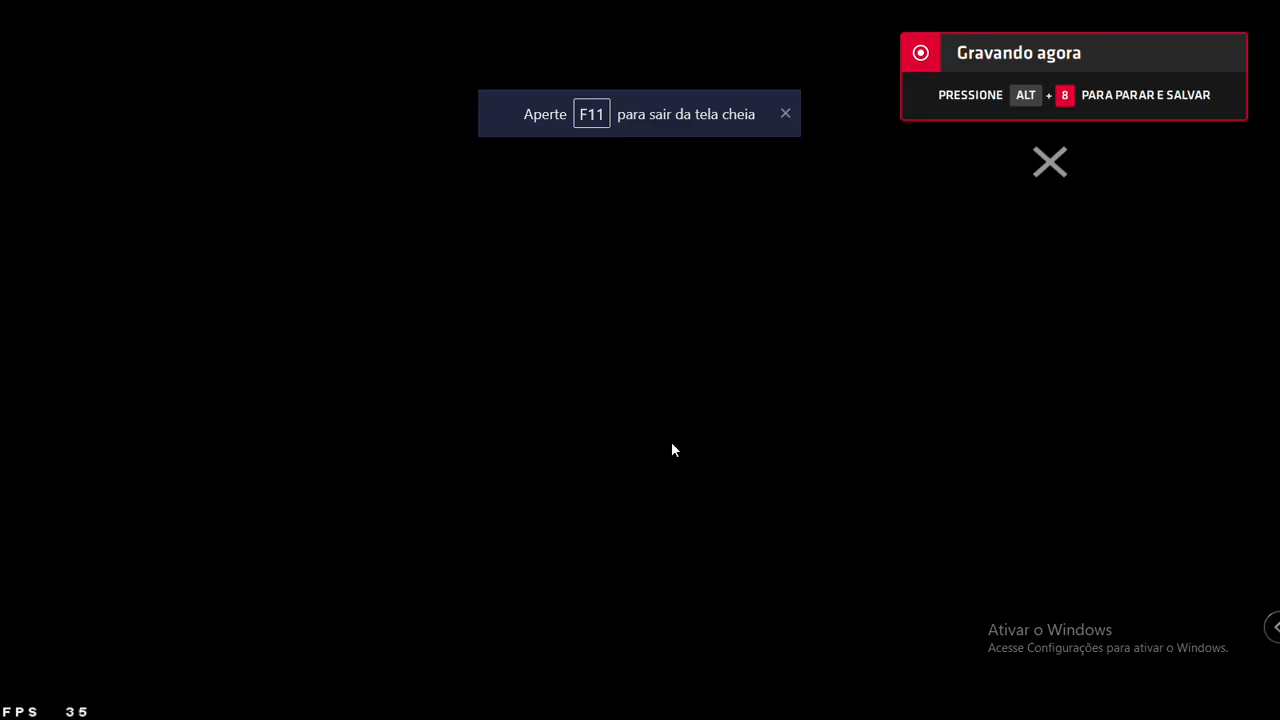 Gravando agora
PRESSIONE ALT + 8 PARA PARAR E SALVAR
Aperte F11 para sair da tela cheia
Ativar o Windows
Acesse Configurações para ativar o Windows.
FPS 35